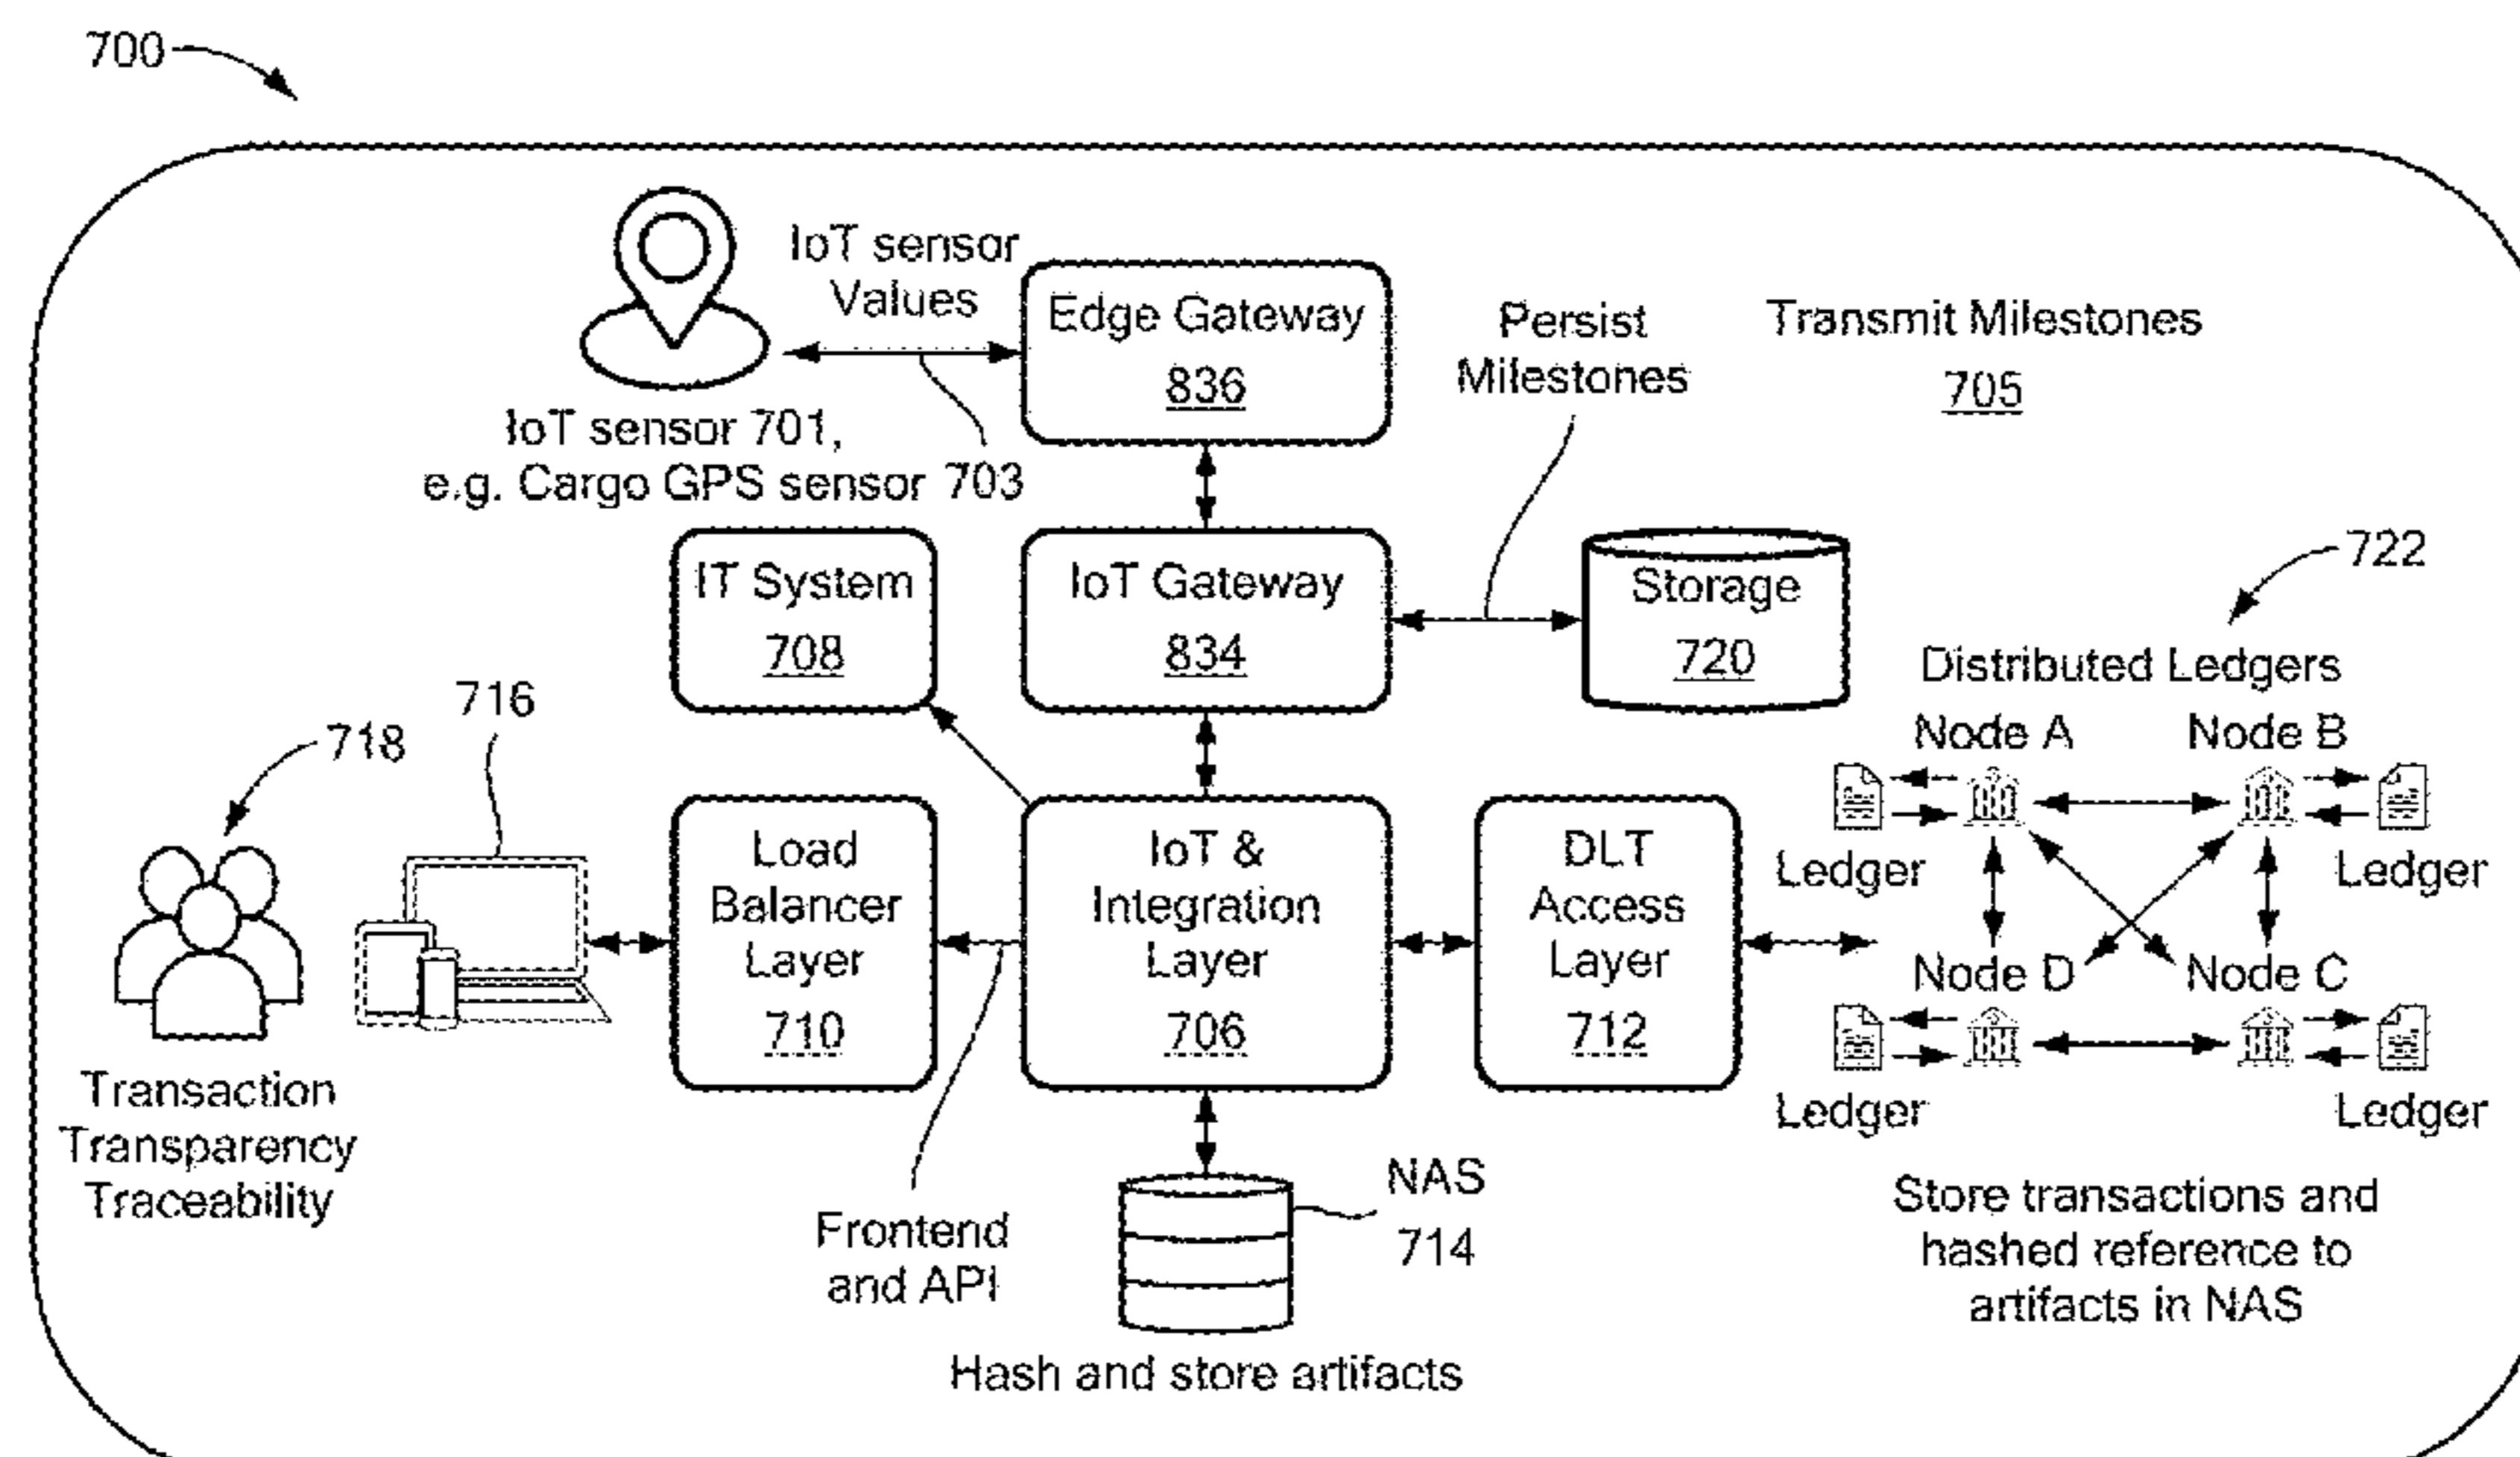 700
IoT sensor
Values
Edge Gateway
836
Persist
Milestones
Transmit Milestones
705
IoT sensor 701,
e.g. Cargo GPS sensor 703
IT System
708
IoT Gateway
834
Storage
720
722
Distributed Ledgers
Node A
Node B
Ledger
Ledger
Node D
Node C
Ledger
Ledger
Store transactions and
hashed reference to
artifacts in NAS
716
718
Transaction
Transparency
Traceability
Load
Balancer
Layer
710
IoT &
Integration
Layer
706
DLT
Access
Layer
712
Frontend
and API
NAS
714
Hash and store artifacts